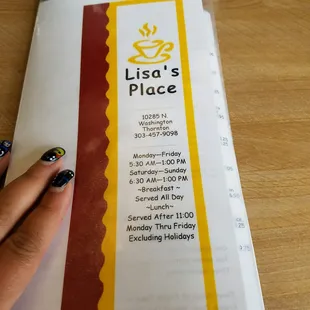 Lisa's
Place
10285 N.
Washington
Thornton
303-457-9098
Monday—Friday
5:30 AM—1:00 PM
Saturday—Sunday
6:30 AM—1:00 PM
~Breakfast ~
Served All Day
~Lunch~
Served After 11:00
Monday Thru Friday
Excluding Holidays